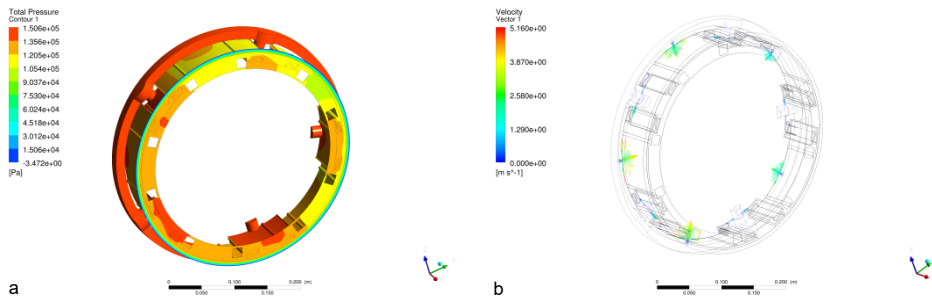 Total Pressure
Contour 1
1.506e+05
1.356e+05
1.205e+05
1.054e+05
9.037e+04
7.530e+04
6.024e+04
4.518e+04
3.012e+04
1.506e+04
-3.472e+00
[Pa]
0 0.100 0.200 (m)
0.050 0.150
Z
a
Velocity
Vector 1
5.160e+00
3.870e+00
2.580e+00
1.290e+00
0.000e+00
[m s^-1]
0 0.100 0.200 (m)
0.050 0.150
Z
b